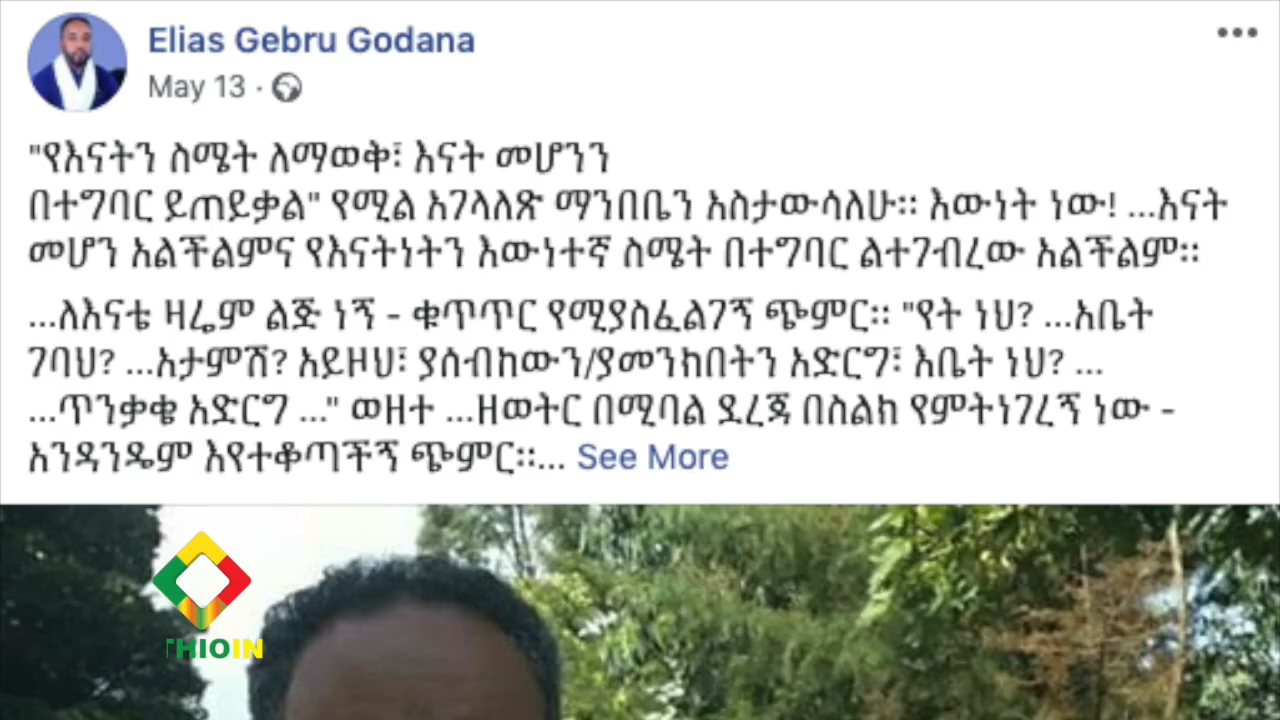 Elias Gebru Godana
May 13 ·
"የእናትን ስሜት ለማወቅ፣ እናት መሆንን
በተግባር ይጠይቃል" የሚል አገላለጽ ማንበቤን አስታውሳለሁ። እውነት ነው! ...እናት
መሆን አልችልምና የእናትነትን እውነተኛ ስሜት በተግባር ልተገብረው አልችልም።
...ለእናቴ ዛሬም ልጅ ነኝ - ቁጥጥር የሚያስፈልገኝ ጭምር። "የት ነህ? ...እቤት
ገባህ? ...አታምሽ? አይዞህ፣ ያሰብከውን/ያመንክበትን አድርግ፣ እቤት ነህ? ...
...ጥንቃቄ አድርግ ..." ወዘተ ...ዘወትር በሚባል ደረጃ በስልክ የምትነገረኝ ነው -
አንዳንዴም እየተቆጣችኝ ጭምር።... See More
THIOIN